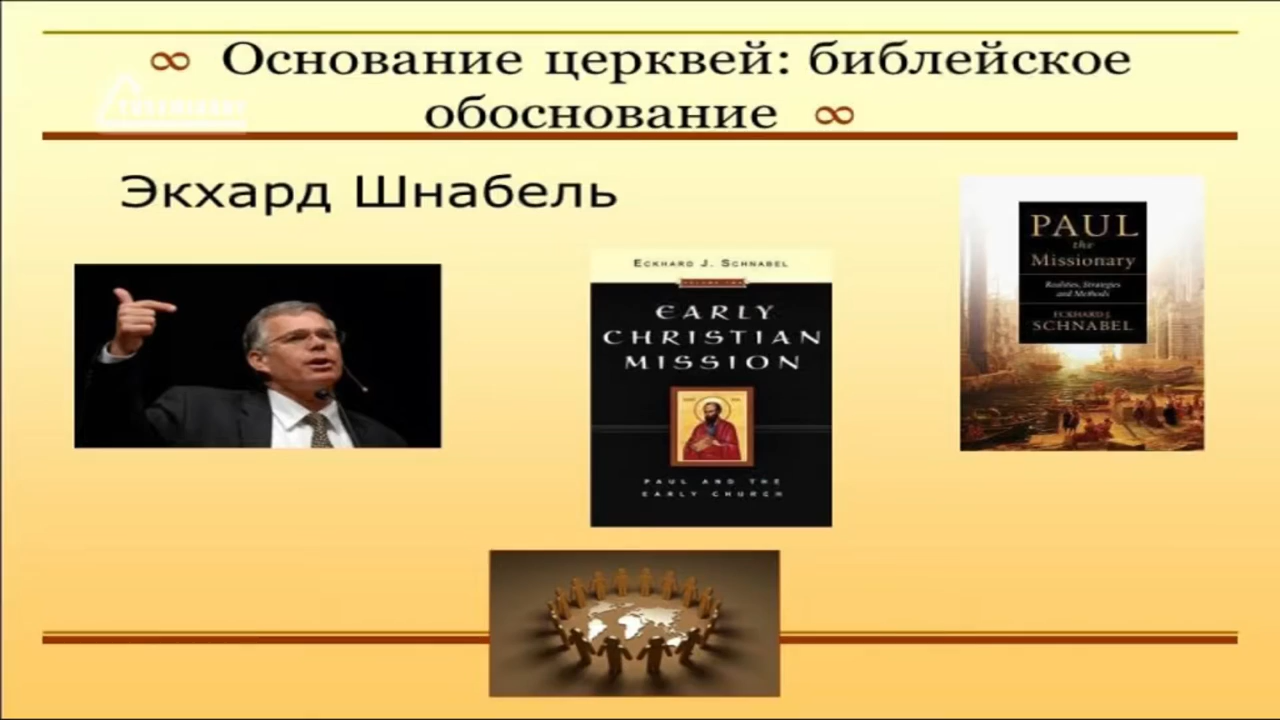 ∞ Основание церквей: библейское
обоснование ∞
Экхард Шнабель
PAUL
the
Missionary
Realities, Strategies
and Methods
ECKHARD J.
SCHNABEL
ECKHARD J. SCHNABEL
EARLY
CHRISTIAN
MISSION
PAUL AND THE
EARLY CHURCH